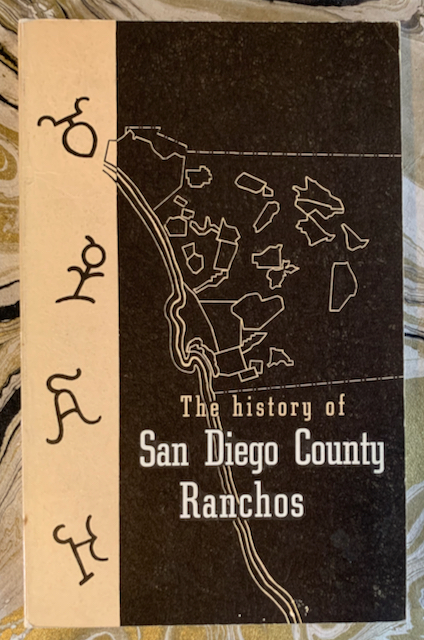 The history of
San Diego County
Ranchos